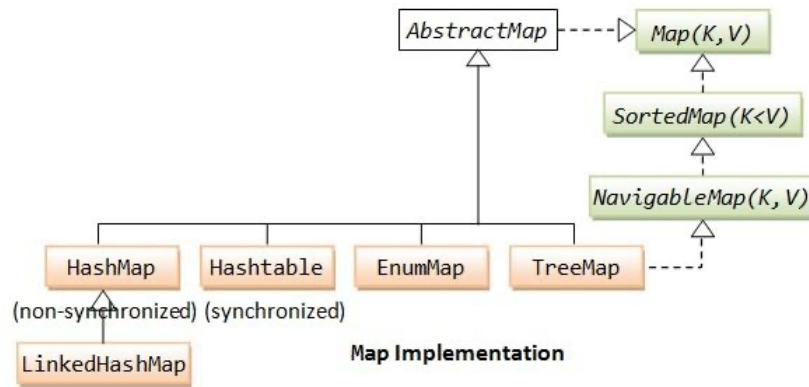 AbstractMap
Map(K,V)
SortedMap(K<V)
NavigableMap(K,V)
HashMap
Hashtable
EnumMap
TreeMap
(non-synchronized)
(synchronized)
LinkedHashMap
Map Implementation